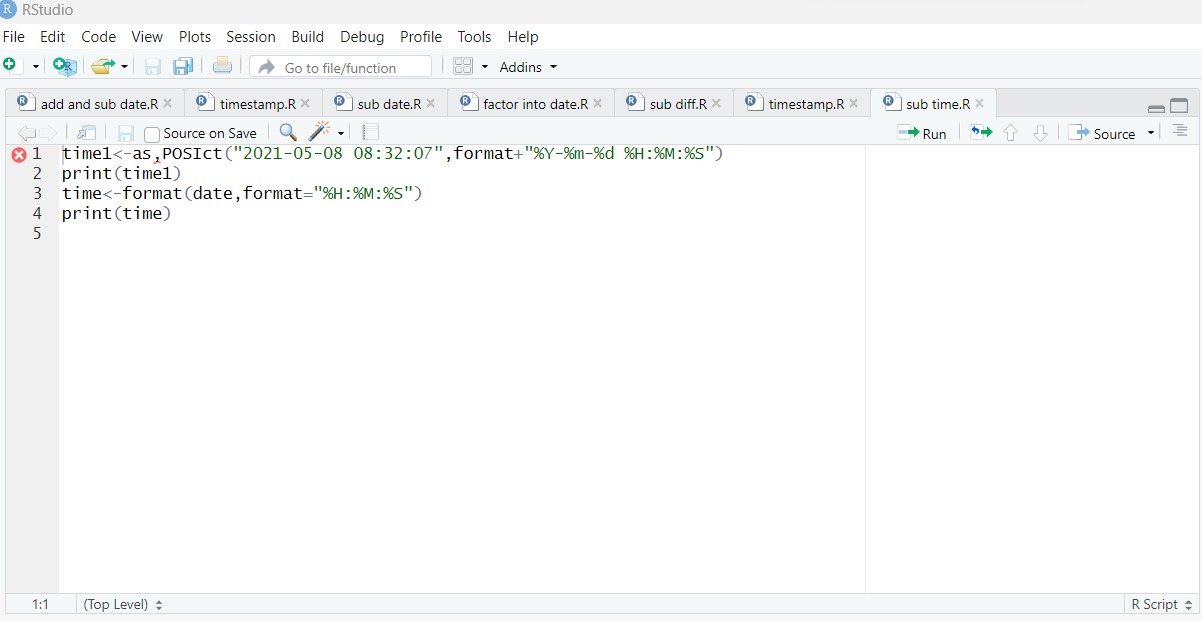 RStudio
File Edit Code View Plots Session Build Debug Profile Tools Help
Go to file/function Addins
add and sub date.R timestamp.R sub date.R factor into date.R sub diff.R timestamp.R sub time.R
Source on Save Run Source
1 time1<-as,POSIct("2021-05-08 08:32:07",format+"%Y-%m-%d %H:%M:%S")
2 print(time1)
3 time<-format(date,format="%H:%M:%S")
4 print(time)
5
1:1 (Top Level) R Script